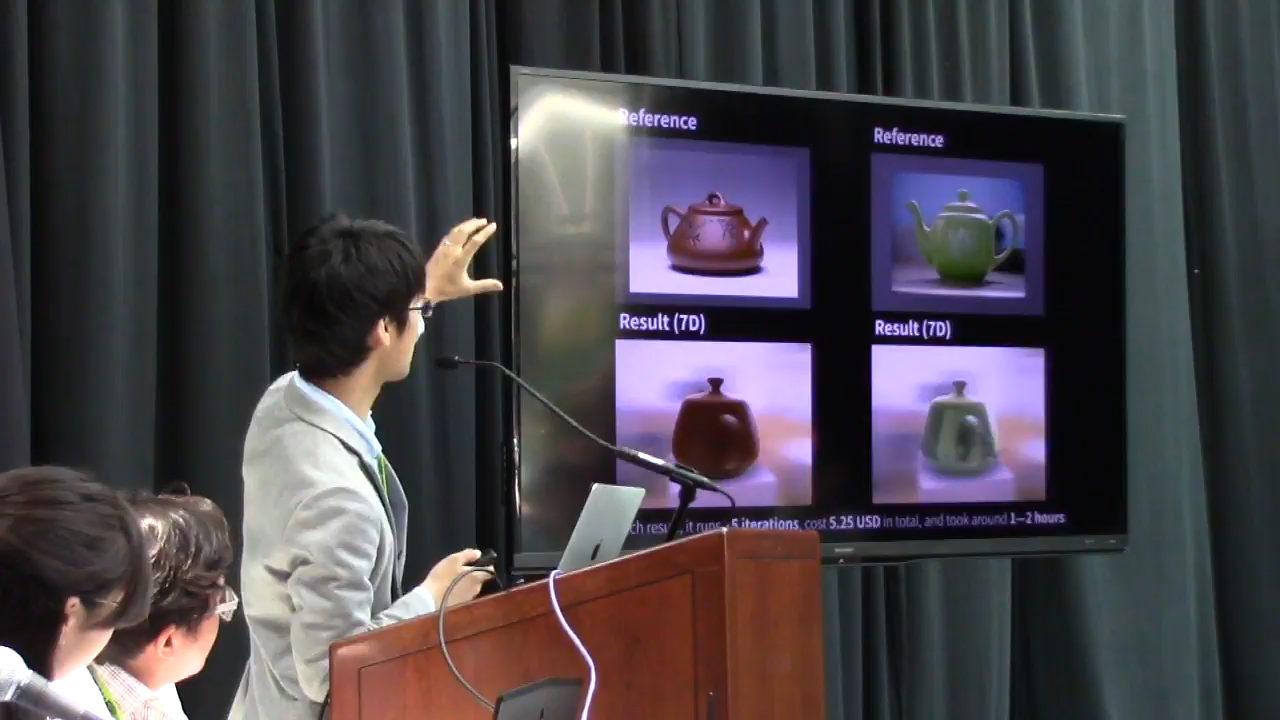 Reference
Reference
Result (7D)
Result (7D)
it runs 5 iterations, cost 5.25 USD in total, and took around 1–2 hours